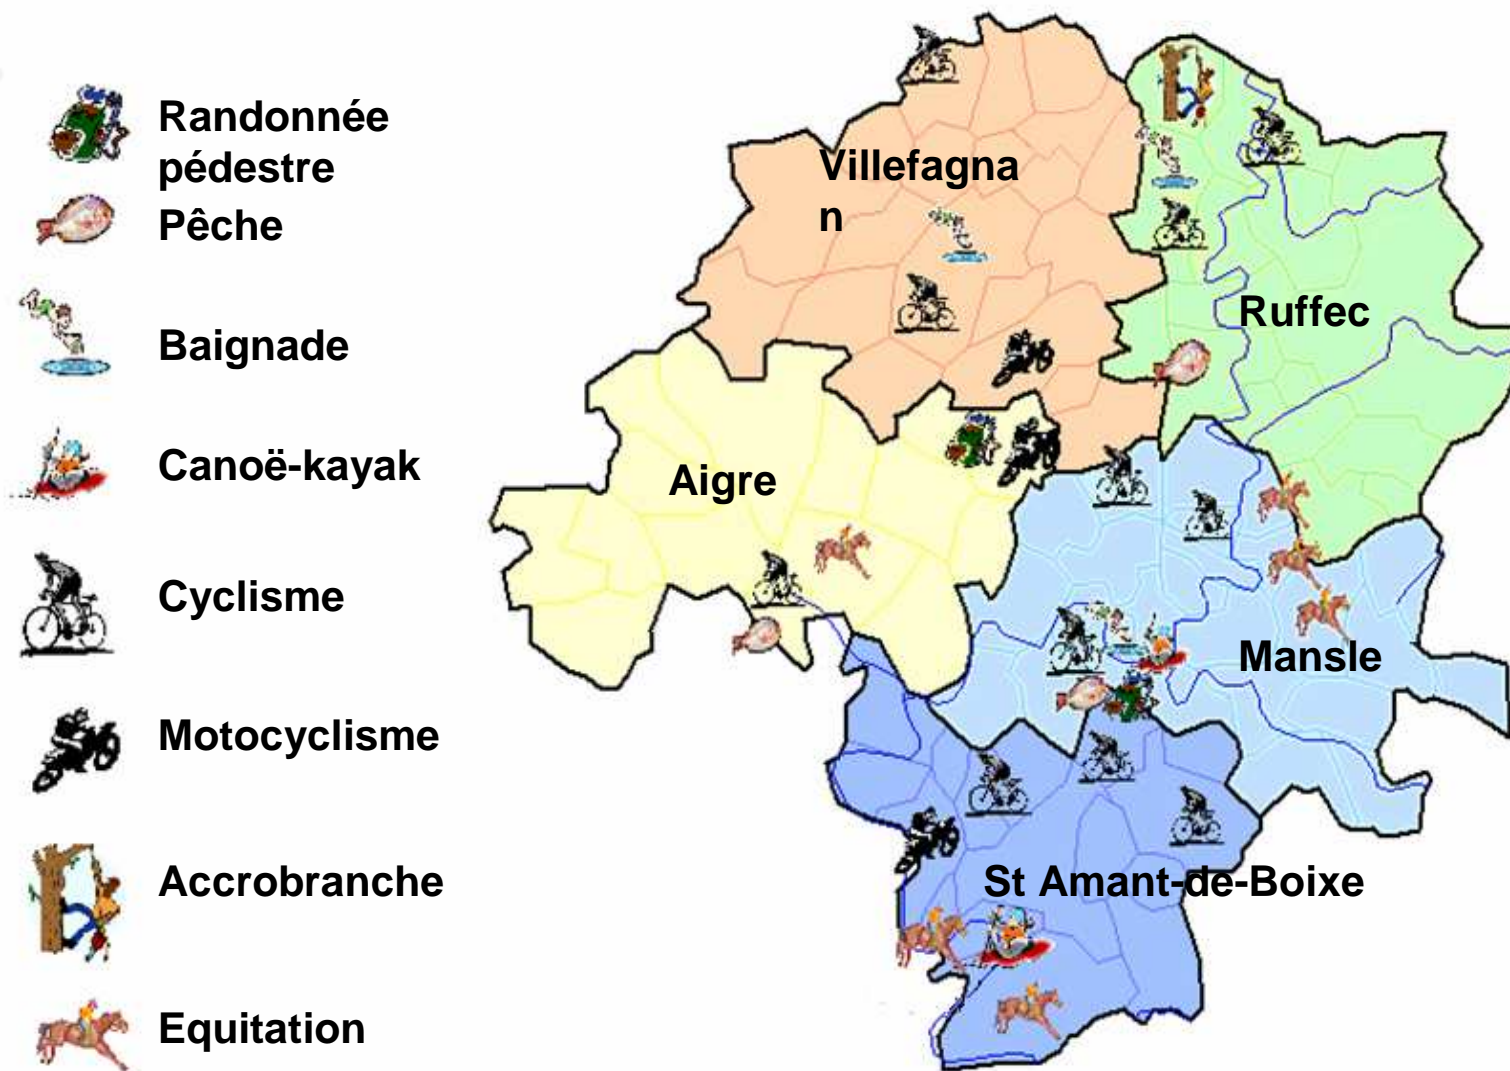 Randonnée
pédestre
Pêche
Baignade
Canoë-kayak
Cyclisme
Motocyclisme
Accrobranche
Equitation
Villefagna
n
Ruffec
Aigre
Mansle
St Amant-de-Boixe